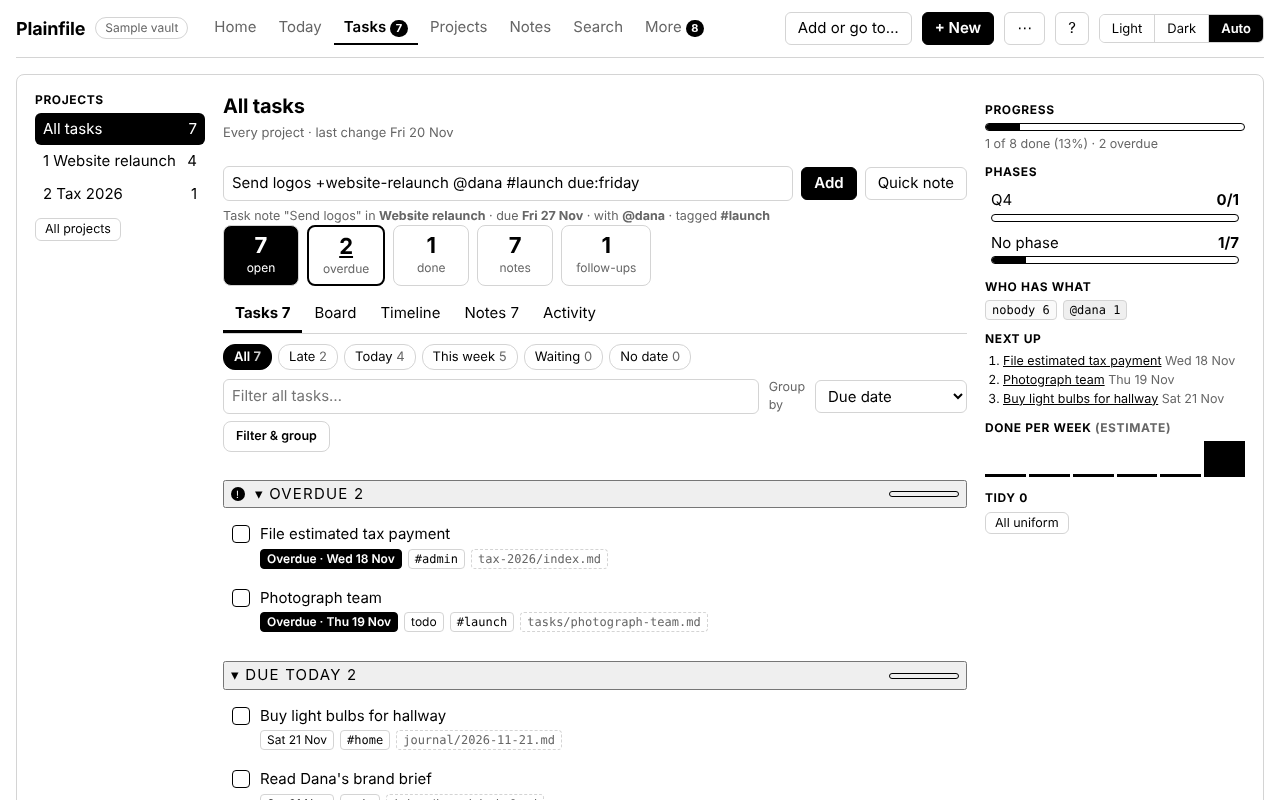 Plainfile Sample vault Home Today Tasks 7 Projects Notes Search More 8 Add or go to... + New ... ? Light Dark Auto
PROJECTS
All tasks 7
1 Website relaunch 4
2 Tax 2026 1
All projects
All tasks
Every project · last change Fri 20 Nov
Send logos +website-relaunch @dana #launch due:friday Add Quick note
Task note "Send logos" in Website relaunch · due Fri 27 Nov · with @dana · tagged #launch
7 open
2 overdue
1 done
7 notes
1 follow-ups
Tasks 7 Board Timeline Notes 7 Activity
All 7 Late 2 Today 4 This week 5 Waiting 0 No date 0
Filter all tasks... Group by Due date
Filter & group
! ▾ OVERDUE 2
File estimated tax payment
Overdue · Wed 18 Nov #admin tax-2026/index.md
Photograph team
Overdue · Thu 19 Nov todo #launch tasks/photograph-team.md
▾ DUE TODAY 2
Buy light bulbs for hallway
Sat 21 Nov #home journal/2026-11-21.md
Read Dana's brand brief
PROGRESS
1 of 8 done (13%) · 2 overdue
PHASES
Q4 0/1
No phase 1/7
WHO HAS WHAT
nobody 6 @dana 1
NEXT UP
1. File estimated tax payment Wed 18 Nov
2. Photograph team Thu 19 Nov
3. Buy light bulbs for hallway Sat 21 Nov
DONE PER WEEK (ESTIMATE)
TIDY 0
All uniform